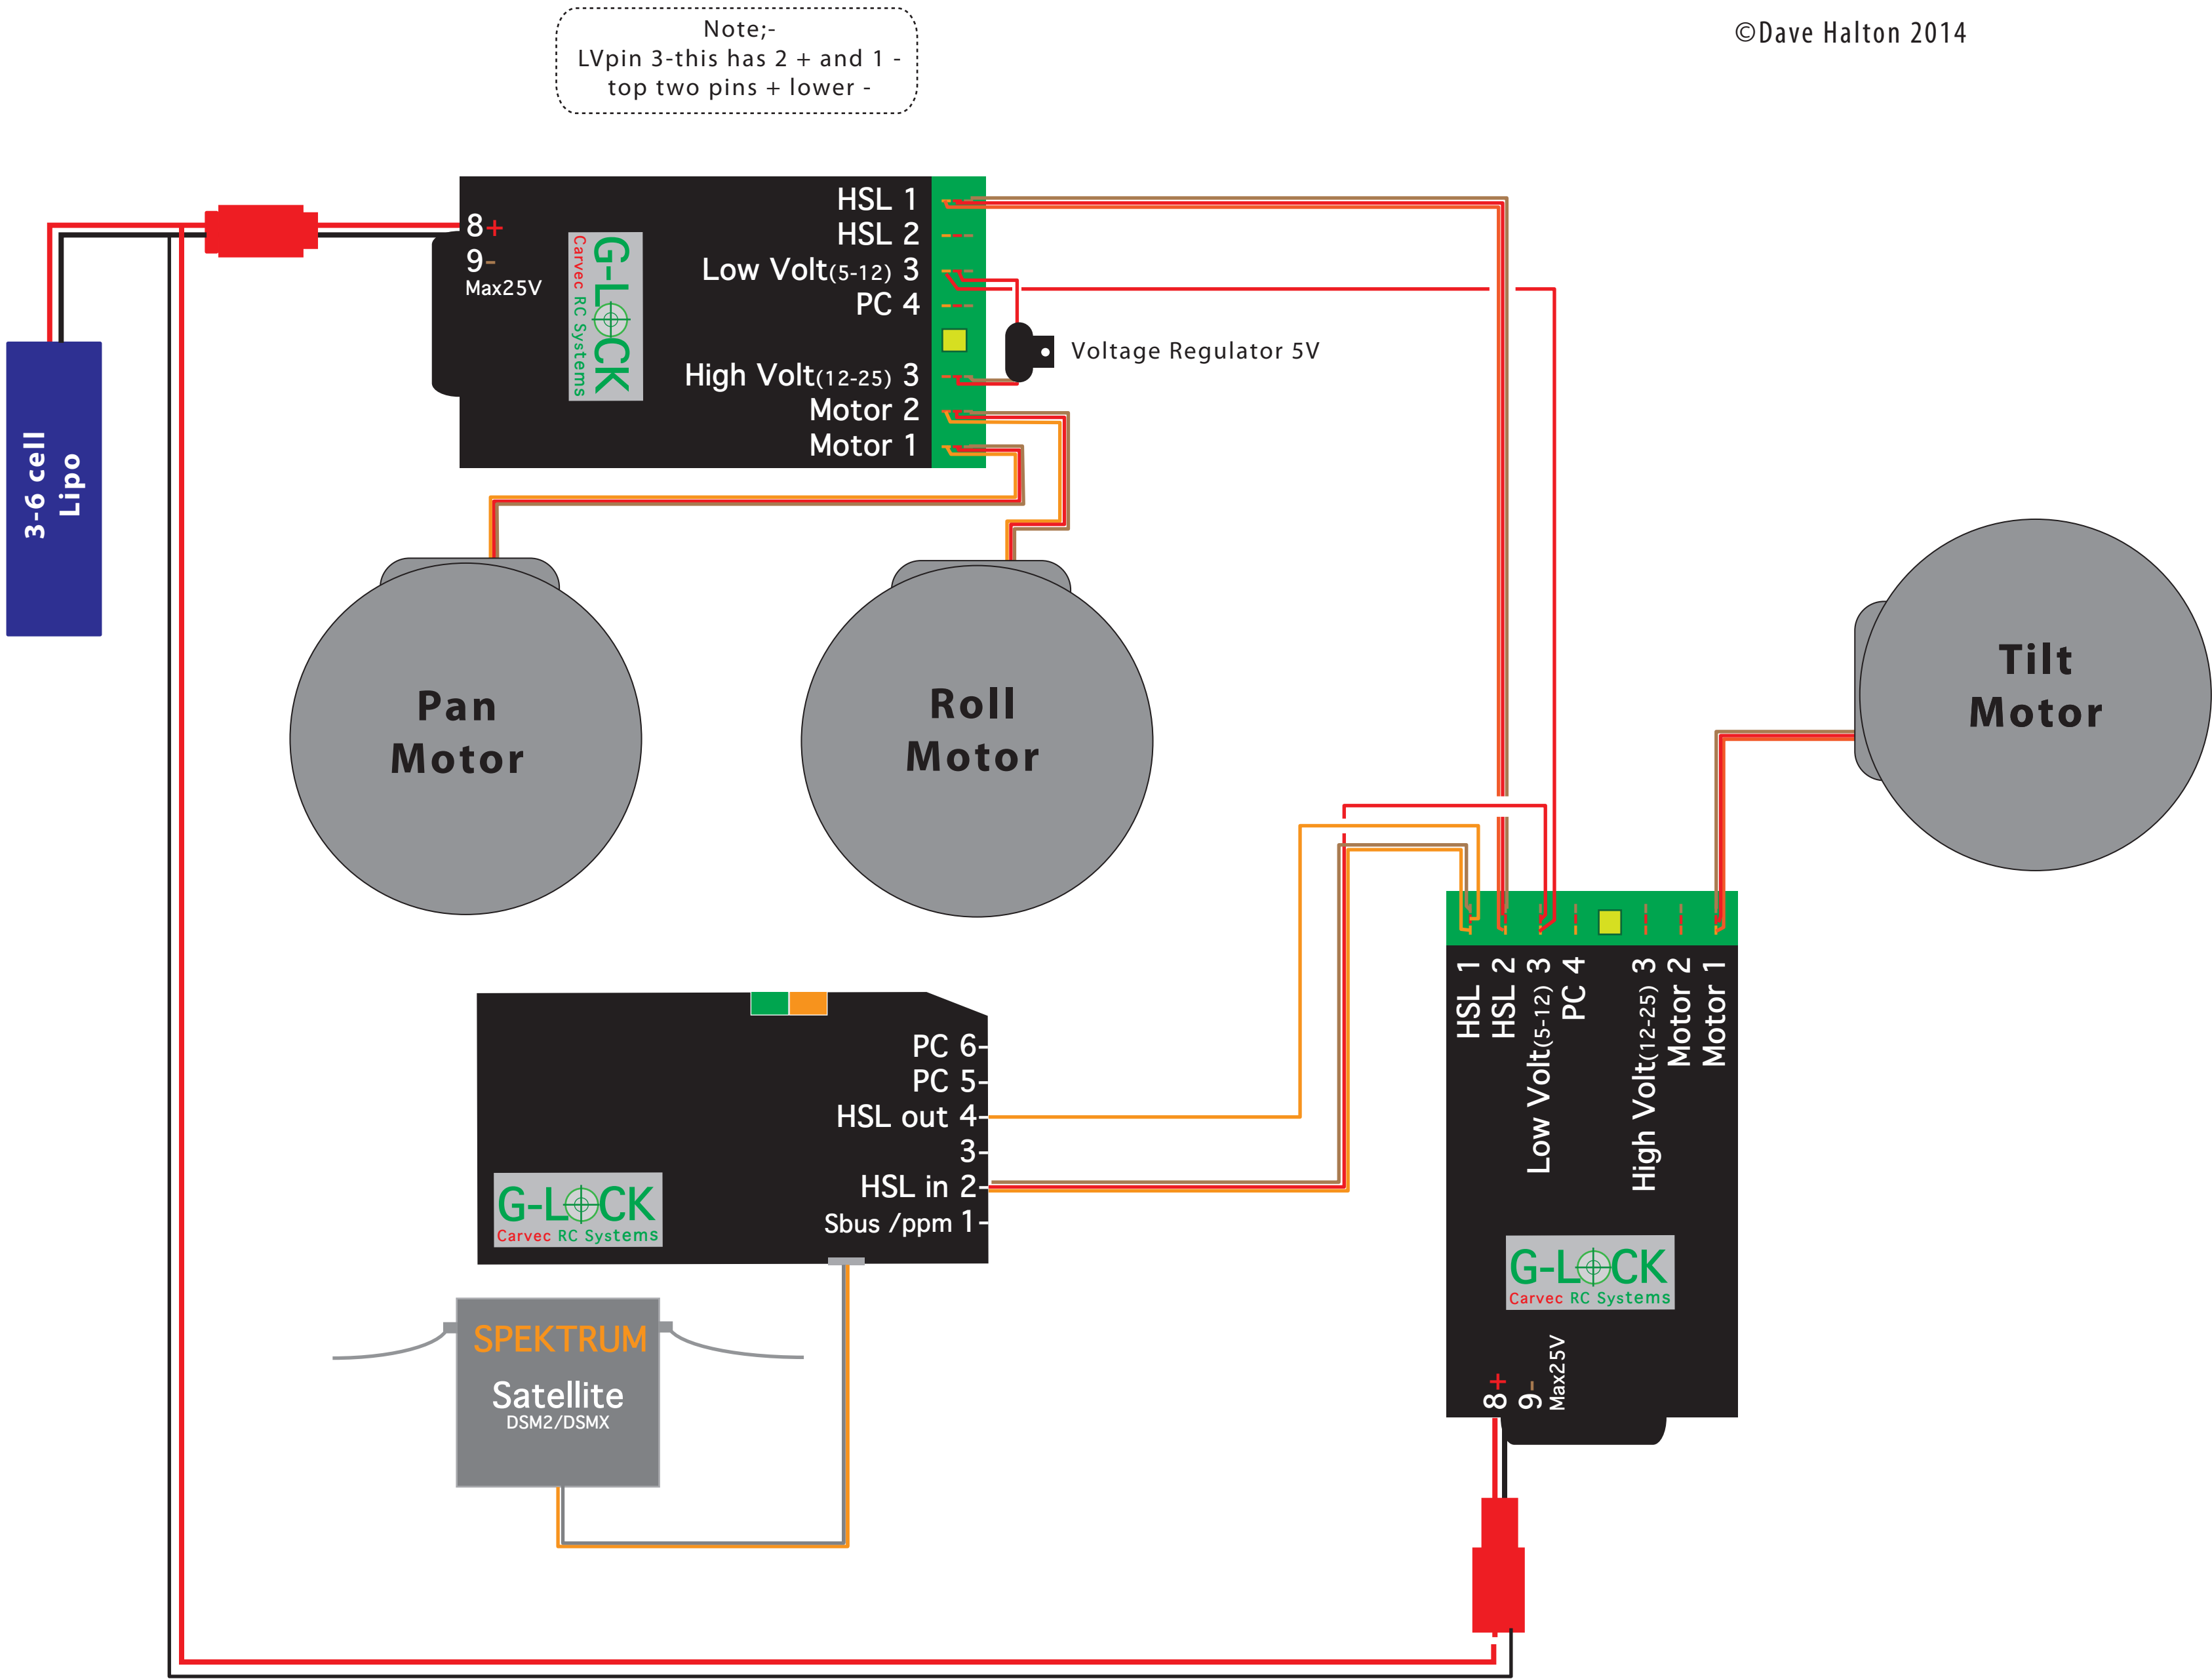 Note;-
LVpin 3-this has 2 + and 1 -
top two pins + lower -
©Dave Halton 2014
8+
9-
Max25V
G-LOCK
Carvec RC Systems
HSL 1
HSL 2
Low Volt(5-12) 3
PC 4
High Volt(12-25) 3
Motor 2
Motor 1
Voltage Regulator 5V
3-6 cell
Lipo
Pan
Motor
Roll
Motor
Tilt
Motor
PC 6
PC 5
HSL out 4
3
HSL in 2
Sbus /ppm 1
G-LOCK
Carvec RC Systems
SPEKTRUM
Satellite
DSM2/DSMX
HSL 1
HSL 2
Low Volt(5-12) 3
PC 4
High Volt(12-25) 3
Motor 2
Motor 1
G-LOCK
Carvec RC Systems
8+
9-
Max25V